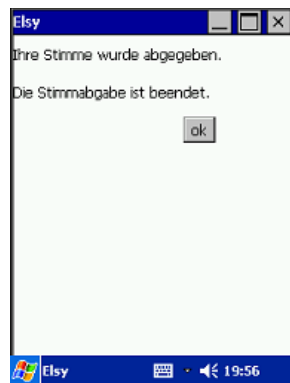 Elsy
Ihre Stimme wurde abgegeben.
Die Stimmabgabe ist beendet.
ok
Elsy 19:56